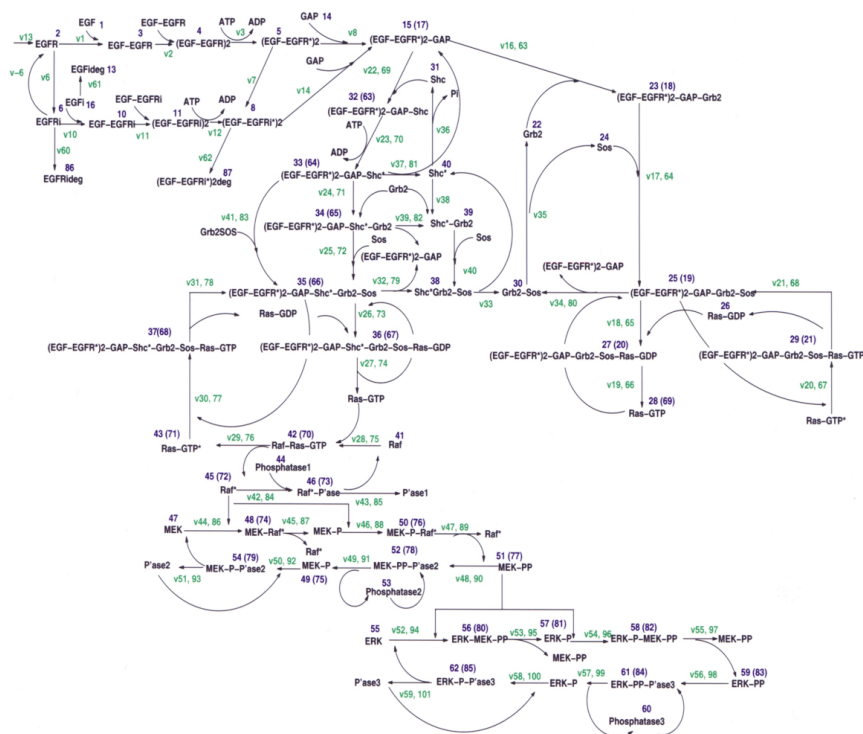 EGF 1
2
EGF-EGFR
3
4
ATP
ADP
5
GAP
14
15 (17)
v13
EGFR
v1
EGF-EGFR
v2
(EGF-EGFR)2
v3
(EGF-EGFR*)2
v8
(EGF-EGFR*)2-GAP
v16, 63
v-6
v6
EGFideg 13
v61
EGFi 16
EGF-EGFRi
ATP
ADP
v7
GAP
v14
v22, 69
31
Shc
Pi
23 (18)
(EGF-EGFR*)2-GAP-Grb2
6
EGFRi
v10
10
EGF-EGFRi
v11
11
(EGF-EGFRi)2
v12
8
(EGF-EGFRi*)2
32 (63)
(EGF-EGFR*)2-GAP-Shc
ATP
v23, 70
v36
22
Grb2
24
Sos
v60
86
EGFRideg
v62
87
(EGF-EGFRi*)2deg
ADP
33 (64)
(EGF-EGFR*)2-GAP-Shc*
v37, 81
40
Shc*
v17, 64
v24, 71
Grb2
v38
v35
v41, 83
Grb2SOS
34 (65)
(EGF-EGFR*)2-GAP-Shc*-Grb2
v39, 82
39
Shc*-Grb2
Sos
Sos
v25, 72
(EGF-EGFR*)2-GAP
v40
(EGF-EGFR*)2-GAP
v31, 78
35 (66)
(EGF-EGFR*)2-GAP-Shc*-Grb2-Sos
v32, 79
38
Shc*Grb2-Sos
v33
30
Grb2-Sos
v34, 80
25 (19)
(EGF-EGFR*)2-GAP-Grb2-Sos
v21, 68
Ras-GDP
v26, 73
26
Ras-GDP
v18, 65
37(68)
(EGF-EGFR*)2-GAP-Shc*-Grb2-Sos-Ras-GTP
36 (67)
(EGF-EGFR*)2-GAP-Shc*-Grb2-Sos-Ras-GDP
27 (20)
(EGF-EGFR*)2-GAP-Grb2-Sos-Ras-GDP
29 (21)
(EGF-EGFR*)2-GAP-Grb2-Sos-Ras-GTP
v27, 74
v19, 66
v20, 67
v30, 77
Ras-GTP
28 (69)
Ras-GTP
Ras-GTP*
43 (71)
Ras-GTP*
v29, 76
42 (70)
Raf-Ras-GTP
v28, 75
41
Raf
44
Phosphatase1
45 (72)
Raf*
46 (73)
Raf*-P'ase
P'ase1
v42, 84
v43, 85
47
MEK
v44, 86
48 (74)
MEK-Raf*
v45, 87
MEK-P
v46, 88
50 (76)
MEK-P-Raf*
v47, 89
Raf*
Raf*
P'ase2
54 (79)
MEK-P-P'ase2
v50, 92
MEK-P
49 (75)
v49, 91
52 (78)
MEK-PP-P'ase2
v48, 90
51 (77)
MEK-PP
v51, 93
53
Phosphatase2
55
ERK
v52, 94
56 (80)
ERK-MEK-PP
v53, 95
57 (81)
ERK-P
v54, 96
58 (82)
ERK-P-MEK-PP
v55, 97
MEK-PP
MEK-PP
P'ase3
62 (85)
ERK-P-P'ase3
v58, 100
ERK-P
v57, 99
61 (84)
ERK-PP-P'ase3
v56, 98
59 (83)
ERK-PP
v59, 101
60
Phosphatase3